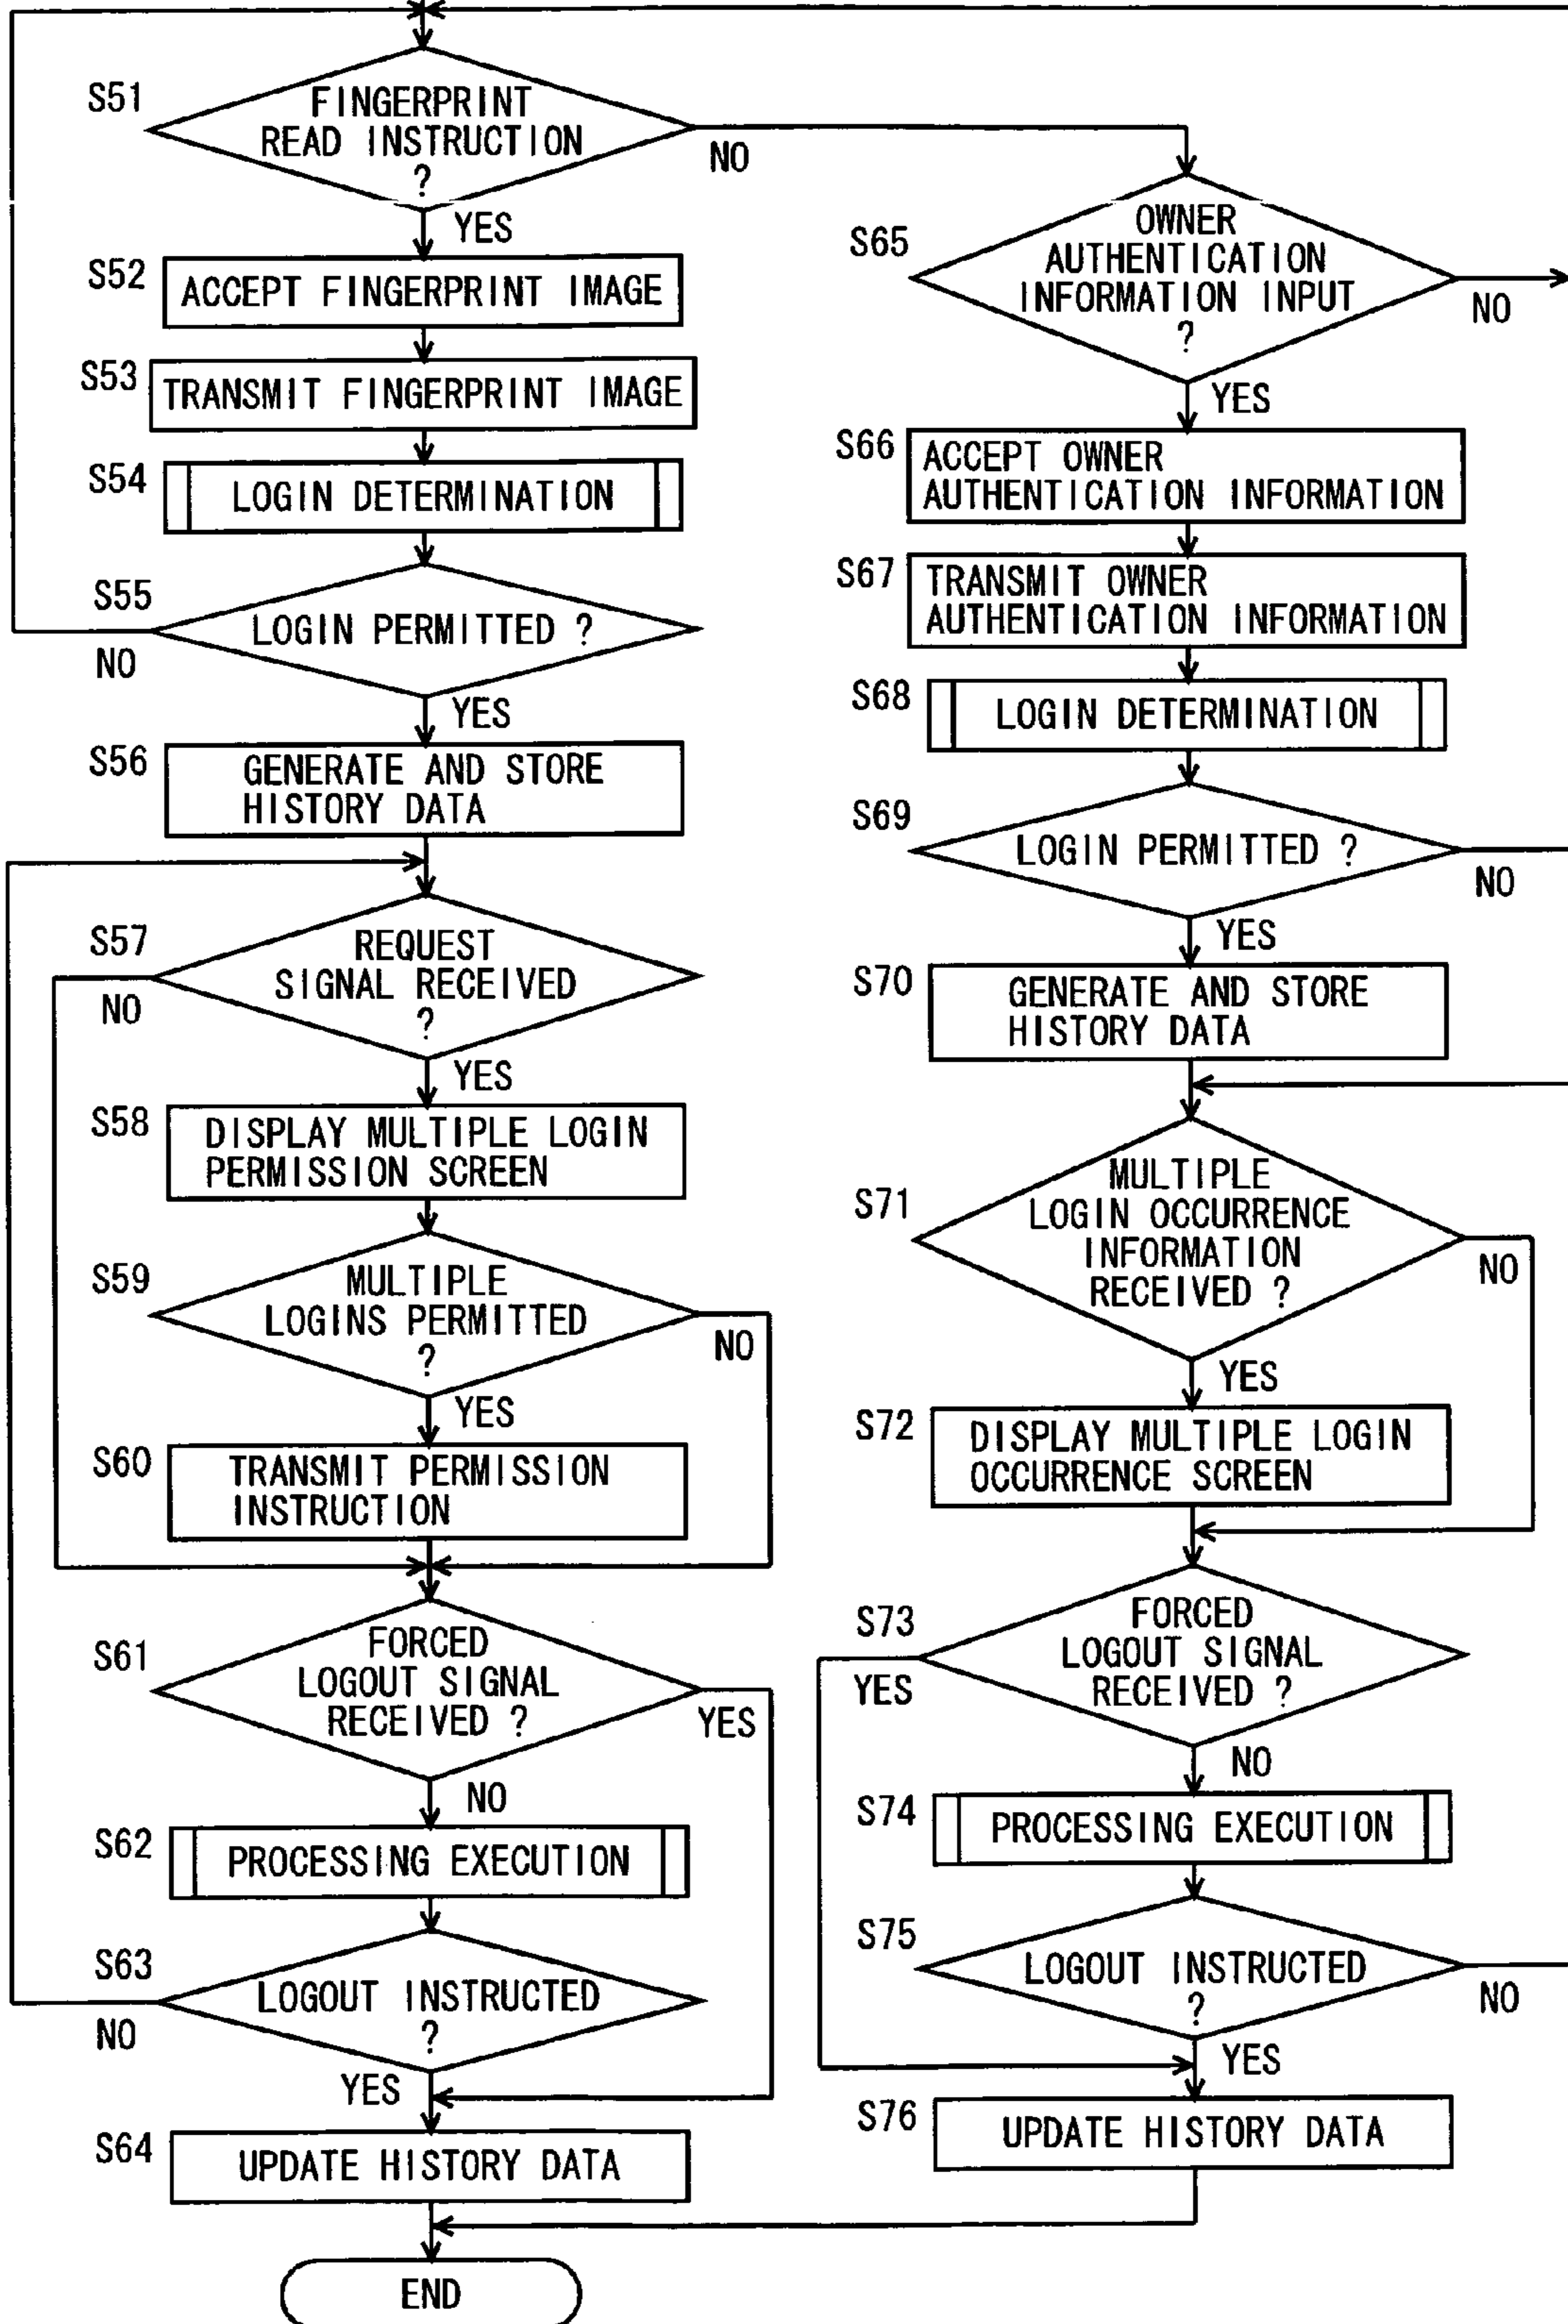 S51
FINGERPRINT
READ INSTRUCTION
?
NO
YES
S52
ACCEPT FINGERPRINT IMAGE
S53
TRANSMIT FINGERPRINT IMAGE
S54
LOGIN DETERMINATION
S55
LOGIN PERMITTED ?
NO
YES
S56
GENERATE AND STORE
HISTORY DATA
S57
REQUEST
SIGNAL RECEIVED
?
NO
YES
S58
DISPLAY MULTIPLE LOGIN
PERMISSION SCREEN
S59
MULTIPLE
LOGINS PERMITTED
?
NO
YES
S60
TRANSMIT PERMISSION
INSTRUCTION
S61
FORCED
LOGOUT SIGNAL
RECEIVED ?
YES
NO
S62
PROCESSING EXECUTION
S63
LOGOUT INSTRUCTED
?
NO
YES
S64
UPDATE HISTORY DATA
END
S65
OWNER
AUTHENTICATION
INFORMATION INPUT
?
NO
YES
S66
ACCEPT OWNER
AUTHENTICATION INFORMATION
S67
TRANSMIT OWNER
AUTHENTICATION INFORMATION
S68
LOGIN DETERMINATION
S69
LOGIN PERMITTED ?
NO
YES
S70
GENERATE AND STORE
HISTORY DATA
S71
MULTIPLE
LOGIN OCCURRENCE
INFORMATION
RECEIVED ?
NO
YES
S72
DISPLAY MULTIPLE LOGIN
OCCURRENCE SCREEN
S73
FORCED
LOGOUT SIGNAL
RECEIVED ?
YES
NO
S74
PROCESSING EXECUTION
S75
LOGOUT INSTRUCTED
?
NO
YES
S76
UPDATE HISTORY DATA